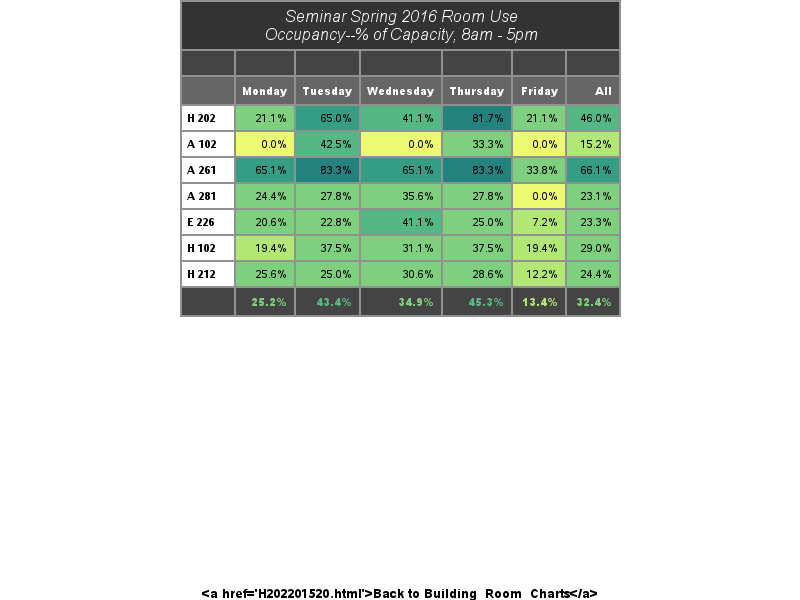 Seminar Spring 2016 Room Use
Occupancy--% of Capacity, 8am - 5pm
Monday Tuesday Wednesday Thursday Friday All
H 202 21.1% 65.0% 41.1% 81.7% 21.1% 46.0%
A 102 0.0% 42.5% 0.0% 33.3% 0.0% 15.2%
A 261 65.1% 83.3% 65.1% 83.3% 33.8% 66.1%
A 281 24.4% 27.8% 35.6% 27.8% 0.0% 23.1%
E 226 20.6% 22.8% 41.1% 25.0% 7.2% 23.3%
H 102 19.4% 37.5% 31.1% 37.5% 19.4% 29.0%
H 212 25.6% 25.0% 30.6% 28.6% 12.2% 24.4%
25.2% 43.4% 34.9% 45.3% 13.4% 32.4%
<a href='H202201520.html'>Back to Building_Room_Charts</a>